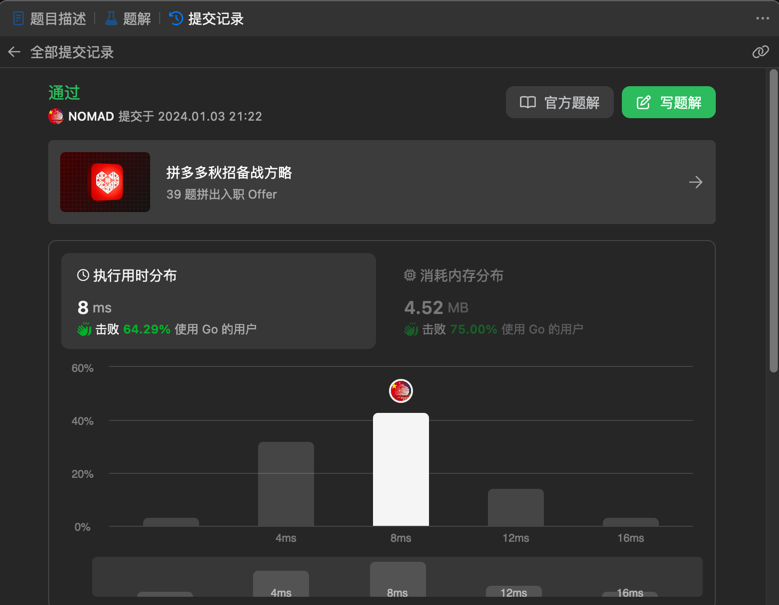 题目描述 题解 提交记录
全部提交记录
通过
NOMAD 提交于 2024.01.03 21:22
官方题解 写题解
拼多多秋招备战方略
39 题拼出入职 Offer
执行用时分布
8 ms
击败 64.29% 使用 Go 的用户
消耗内存分布
4.52 MB
击败 75.00% 使用 Go 的用户
60%
40%
20%
0%
4ms 8ms 12ms 16ms
4ms 8ms 12ms 16ms